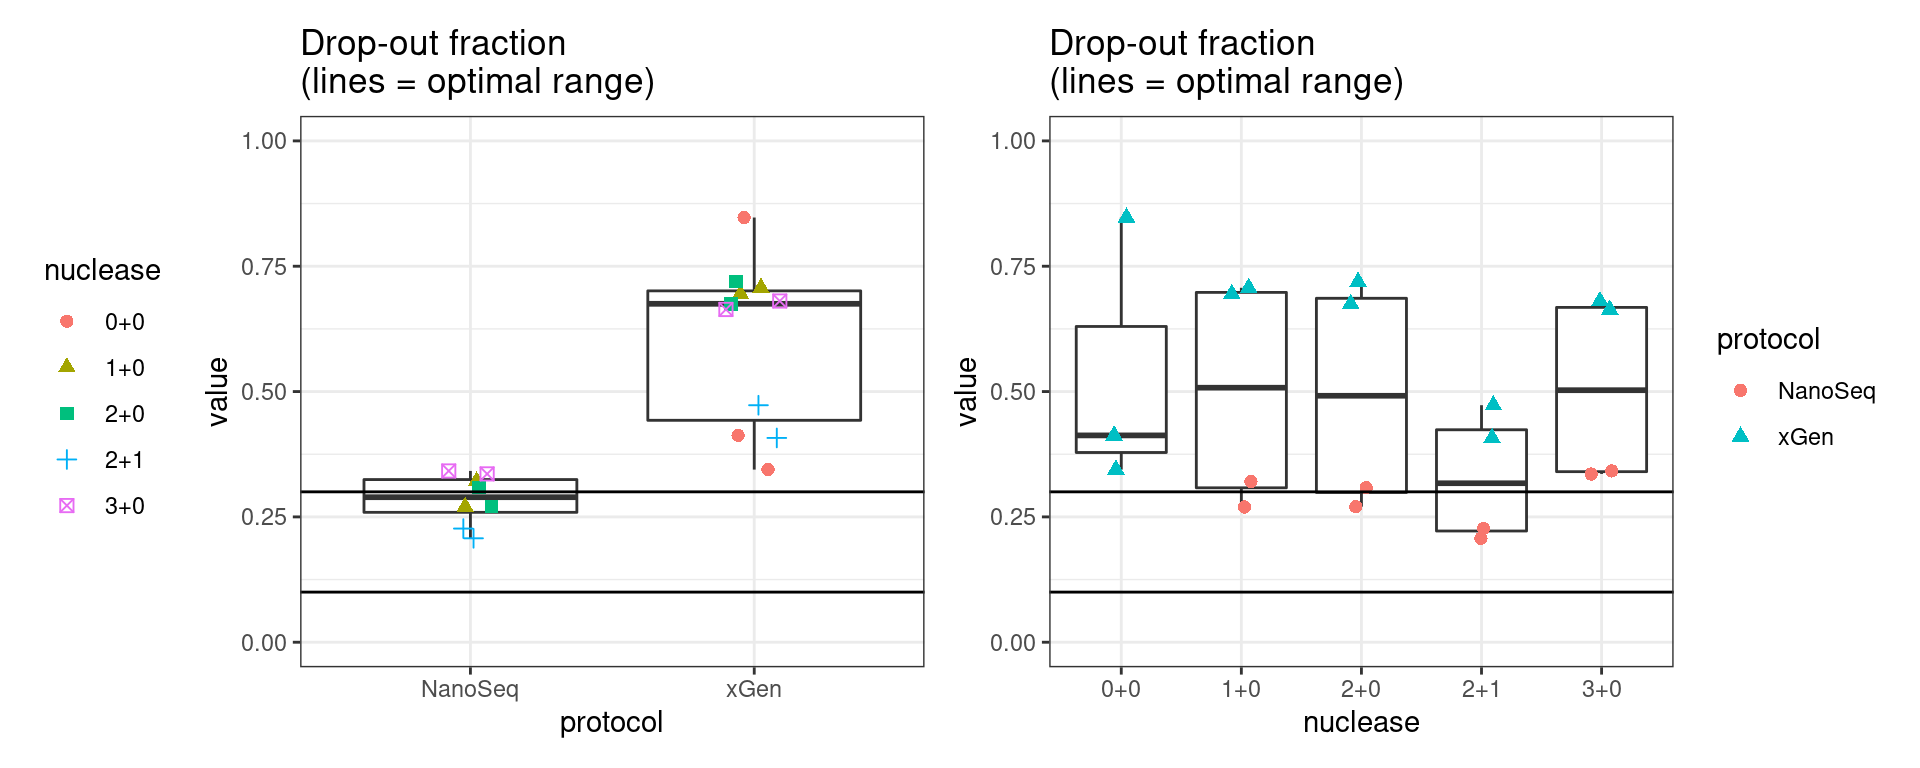 Drop-out fraction
(lines = optimal range)
nuclease
0+0
1+0
2+0
2+1
3+0
value
1.00
0.75
0.50
0.25
0.00
NanoSeq
xGen
protocol
Drop-out fraction
(lines = optimal range)
value
1.00
0.75
0.50
0.25
0.00
0+0
1+0
2+0
2+1
3+0
nuclease
protocol
NanoSeq
xGen